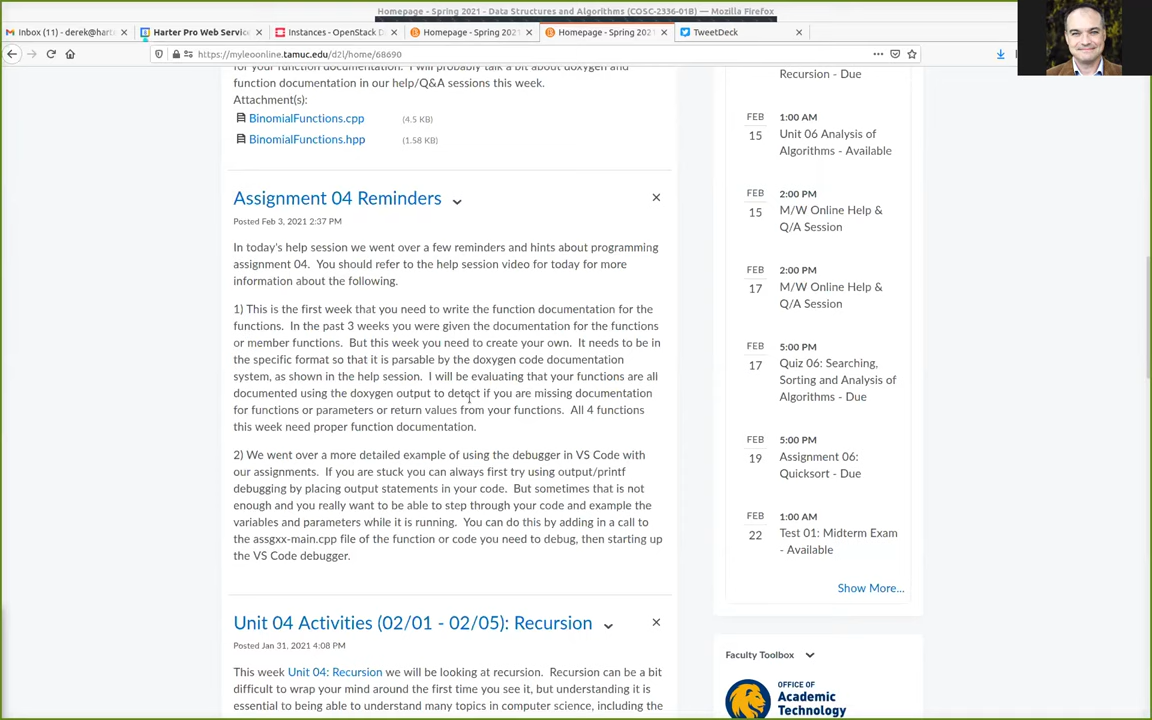 Homepage - Spring 2021 - Data Structures and Algorithms (COSC-2336-01B) — Mozilla Firefox
Inbox (11) - derek@hart
Harter Pro Web Servic
Instances - OpenStack D
Homepage - Spring 202
Homepage - Spring 202
TweetDeck
https://myleoonline.tamuc.edu/d2l/home/68690
function documentation in our help/Q&A sessions this week.
Attachment(s):
BinomialFunctions.cpp (4.5 KB)
BinomialFunctions.hpp (1.58 KB)
Assignment 04 Reminders
Posted Feb 3, 2021 2:37 PM
In today's help session we went over a few reminders and hints about programming
assignment 04. You should refer to the help session video for today for more
information about the following.
1) This is the first week that you need to write the function documentation for the
functions. In the past 3 weeks you were given the documentation for the functions
or member functions. But this week you need to create your own. It needs to be in
the specific format so that it is parsable by the doxygen code documentation
system, as shown in the help session. I will be evaluating that your functions are all
documented using the doxygen output to detect if you are missing documentation
for functions or parameters or return values from your functions. All 4 functions
this week need proper function documentation.
2) We went over a more detailed example of using the debugger in VS Code with
our assignments. If you are stuck you can always first try using output/printf
debugging by placing output statements in your code. But sometimes that is not
enough and you really want to be able to step through your code and example the
variables and parameters while it is running. You can do this by adding in a call to
the assgxx-main.cpp file of the function or code you need to debug, then starting up
the VS Code debugger.
Unit 04 Activities (02/01 - 02/05): Recursion
Posted Jan 31, 2021 4:08 PM
This week Unit 04: Recursion we will be looking at recursion. Recursion can be a bit
difficult to wrap your mind around the first time you see it, but understanding it is
essential to being able to understand many topics in computer science, including the
Recursion - Due
FEB
15
1:00 AM
Unit 06 Analysis of
Algorithms - Available
FEB
15
2:00 PM
M/W Online Help &
Q/A Session
FEB
17
2:00 PM
M/W Online Help &
Q/A Session
FEB
17
5:00 PM
Quiz 06: Searching,
Sorting and Analysis of
Algorithms - Due
FEB
19
5:00 PM
Assignment 06:
Quicksort - Due
FEB
22
1:00 AM
Test 01: Midterm Exam
- Available
Show More...
Faculty Toolbox
OFFICE OF
Academic
Technology